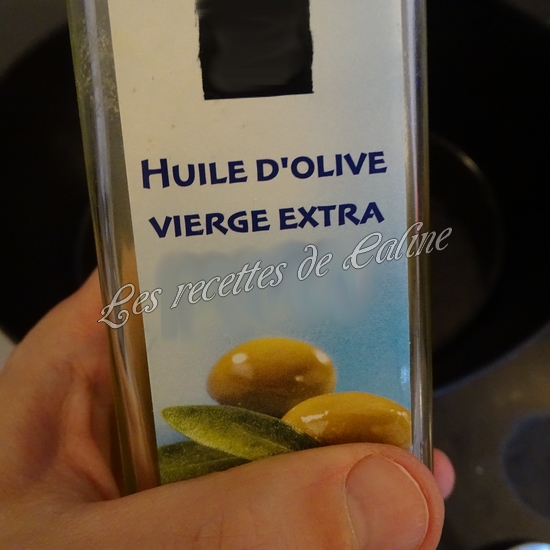 HUILE D'OLIVE
VIERGE EXTRA
Les recettes de Caline